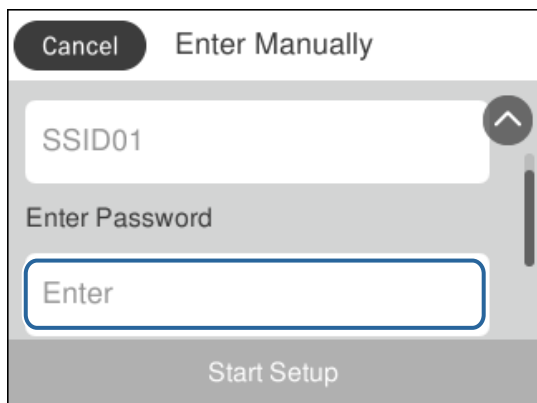 Cancel Enter Manually
SSID01
Enter Password
Enter
Start Setup